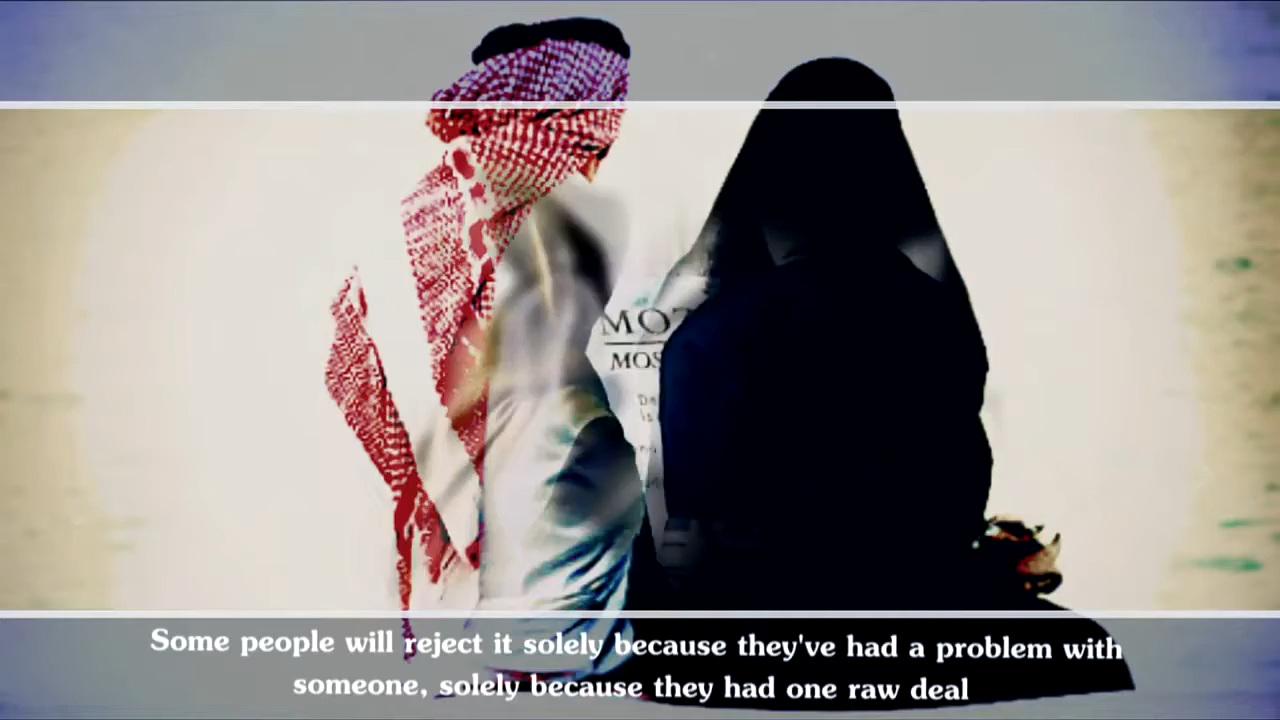 MOT
MOS
Some people will reject it solely because they've had a problem with
someone, solely because they had one raw deal